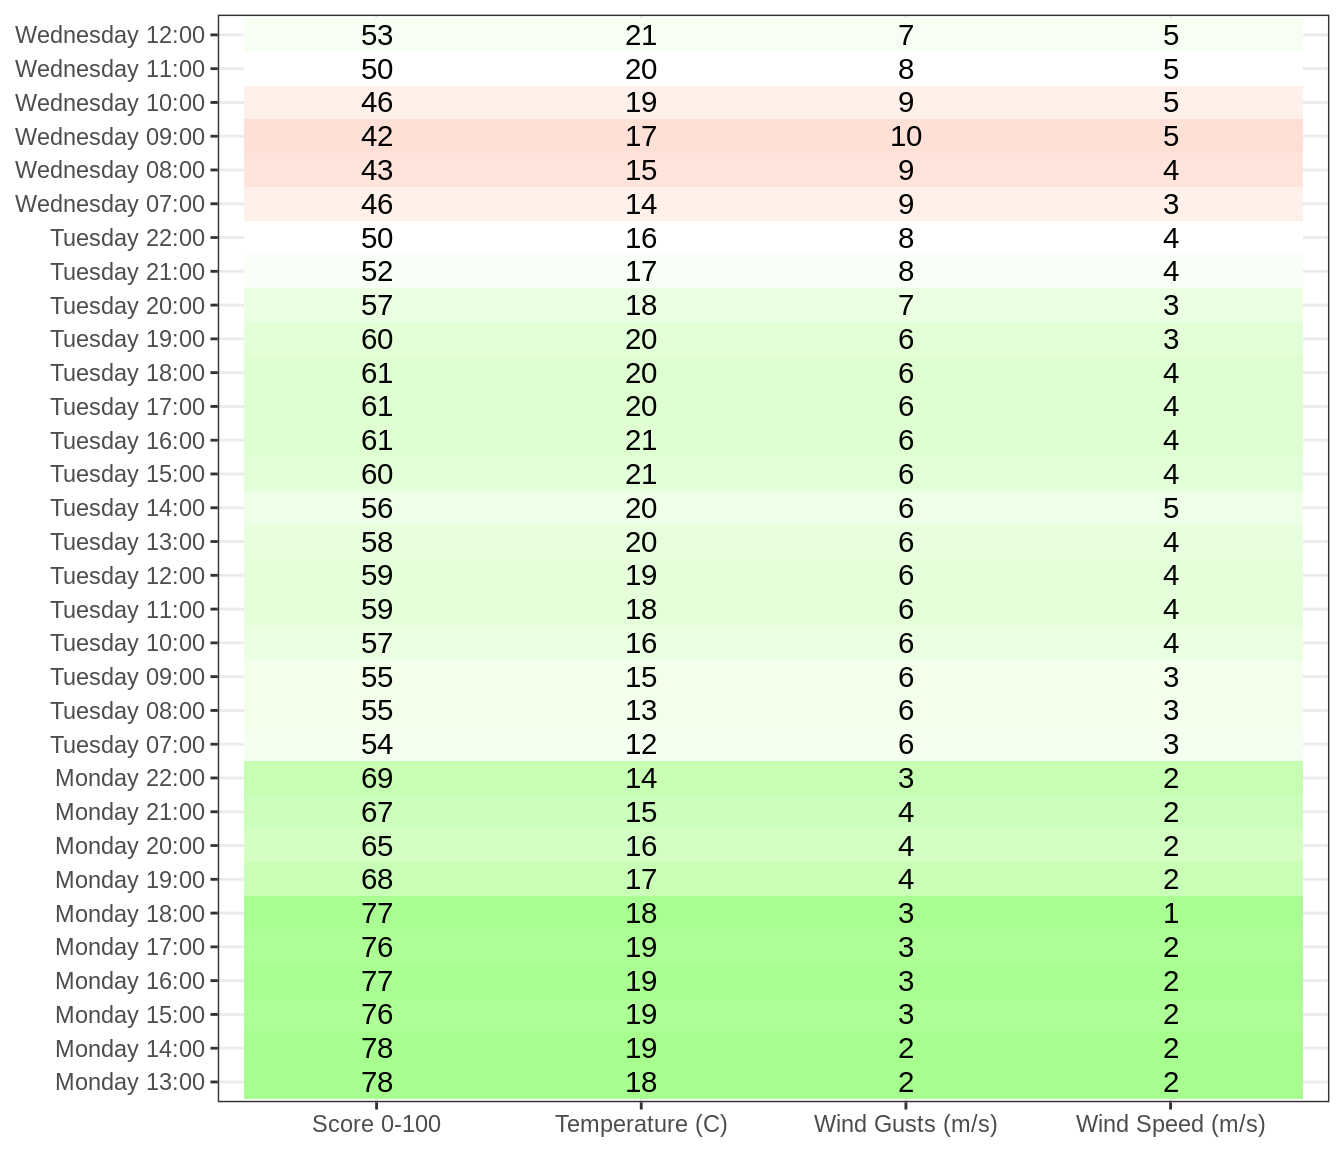 Wednesday 12:00 53 21 7 5
Wednesday 11:00 50 20 8 5
Wednesday 10:00 46 19 9 5
Wednesday 09:00 42 17 10 5
Wednesday 08:00 43 15 9 4
Wednesday 07:00 46 14 9 3
Tuesday 22:00 50 16 8 4
Tuesday 21:00 52 17 8 4
Tuesday 20:00 57 18 7 3
Tuesday 19:00 60 20 6 3
Tuesday 18:00 61 20 6 4
Tuesday 17:00 61 20 6 4
Tuesday 16:00 61 21 6 4
Tuesday 15:00 60 21 6 4
Tuesday 14:00 56 20 6 5
Tuesday 13:00 58 20 6 4
Tuesday 12:00 59 19 6 4
Tuesday 11:00 59 18 6 4
Tuesday 10:00 57 16 6 4
Tuesday 09:00 55 15 6 3
Tuesday 08:00 55 13 6 3
Tuesday 07:00 54 12 6 3
Monday 22:00 69 14 3 2
Monday 21:00 67 15 4 2
Monday 20:00 65 16 4 2
Monday 19:00 68 17 4 2
Monday 18:00 77 18 3 1
Monday 17:00 76 19 3 2
Monday 16:00 77 19 3 2
Monday 15:00 76 19 3 2
Monday 14:00 78 19 2 2
Monday 13:00 78 18 2 2
Score 0-100 Temperature (C) Wind Gusts (m/s) Wind Speed (m/s)